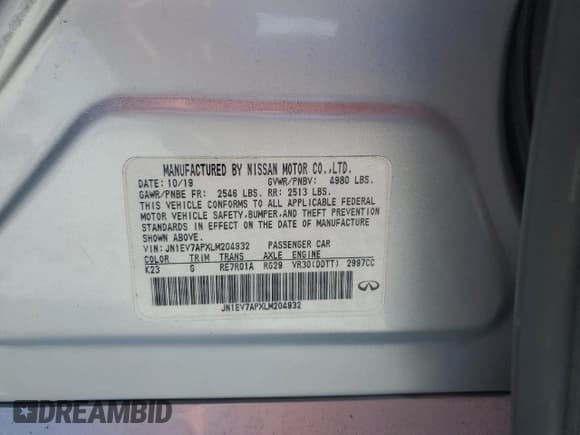 MANUFACTURED BY NISSAN MOTOR CO.,LTD.
DATE: 10/19 GVWR/PNBV: 4980 LBS.
GAWR/PNBE FR: 2546 LBS. RR: 2513 LBS.
THIS VEHICLE CONFORMS TO ALL APPLICABLE FEDERAL
MOTOR VEHICLE SAFETY,BUMPER,AND THEFT PREVENTION
STANDARDS IN EFFECT ON THE DATE OF MANUFACTURE
SHOWN ABOVE.
VIN: JN1EV7APXLM204932 PASSENGER CAR
COLOR TRIM TRANS AXLE ENGINE
K23 G RE7R01A RG29 VR30(DDTT) 2997CC
JN1EV7APXLM204932
DREAMBID